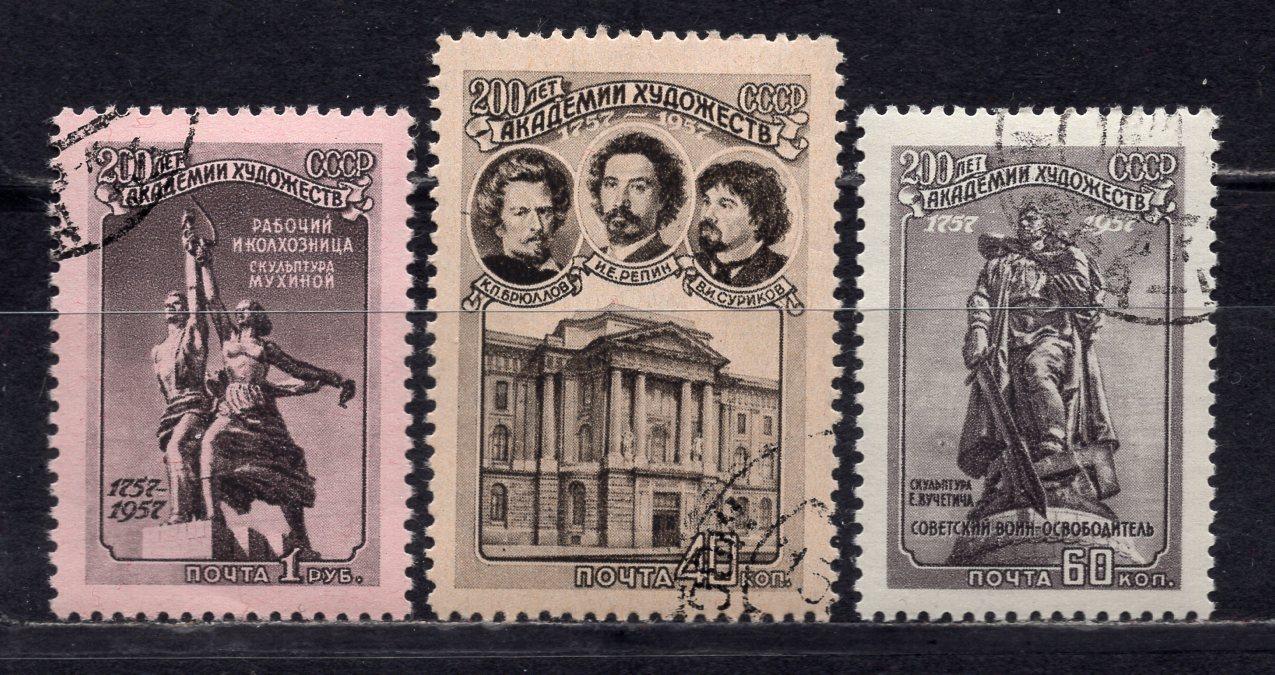 200 ЛЕТ СССР
АКАДЕМИИ ХУДОЖЕСТВ
РАБОЧИЙ
И КОЛХОЗНИЦА
СКУЛЬПТУРА
МУХИНОЙ
1757-
1957
ПОЧТА 1 РУБ.
200 ЛЕТ СССР
АКАДЕМИИ ХУДОЖЕСТВ
1757-1957
К.П.БРЮЛЛОВ И.Е.РЕПИН В.И.СУРИКОВ
ПОЧТА 40 КОП.
200 ЛЕТ СССР
АКАДЕМИИ ХУДОЖЕСТВ
1757 1957
СКУЛЬПТУРА
Е.ВУЧЕТИЧА
СОВЕТСКИЙ ВОИН-ОСВОБОДИТЕЛЬ
ПОЧТА 60 КОП.